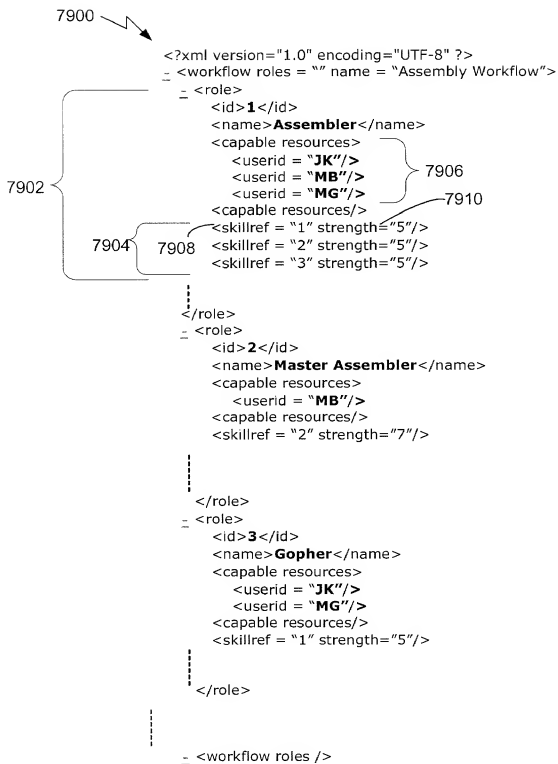 7900
<?xml version="1.0" encoding="UTF-8" ?>
- <workflow roles = “” name = “Assembly Workflow”>
- <role>
<id>1</id>
<name>Assembler</name>
<capable resources>
<userid = “JK”/>
<userid = “MB”/>
<userid = “MG”/>
7906
7902
<capable resources/>
7910
<skillref = “1” strength=”5”/>
7904
7908
<skillref = “2” strength=”5”/>
<skillref = “3” strength=”5”/>
</role>
- <role>
<id>2</id>
<name>Master Assembler</name>
<capable resources>
<userid = “MB”/>
<capable resources/>
<skillref = “2” strength=”7”/>
</role>
- <role>
<id>3</id>
<name>Gopher</name>
<capable resources>
<userid = “JK”/>
<userid = “MG”/>
<capable resources/>
<skillref = “1” strength=”5”/>
</role>
- <workflow roles />